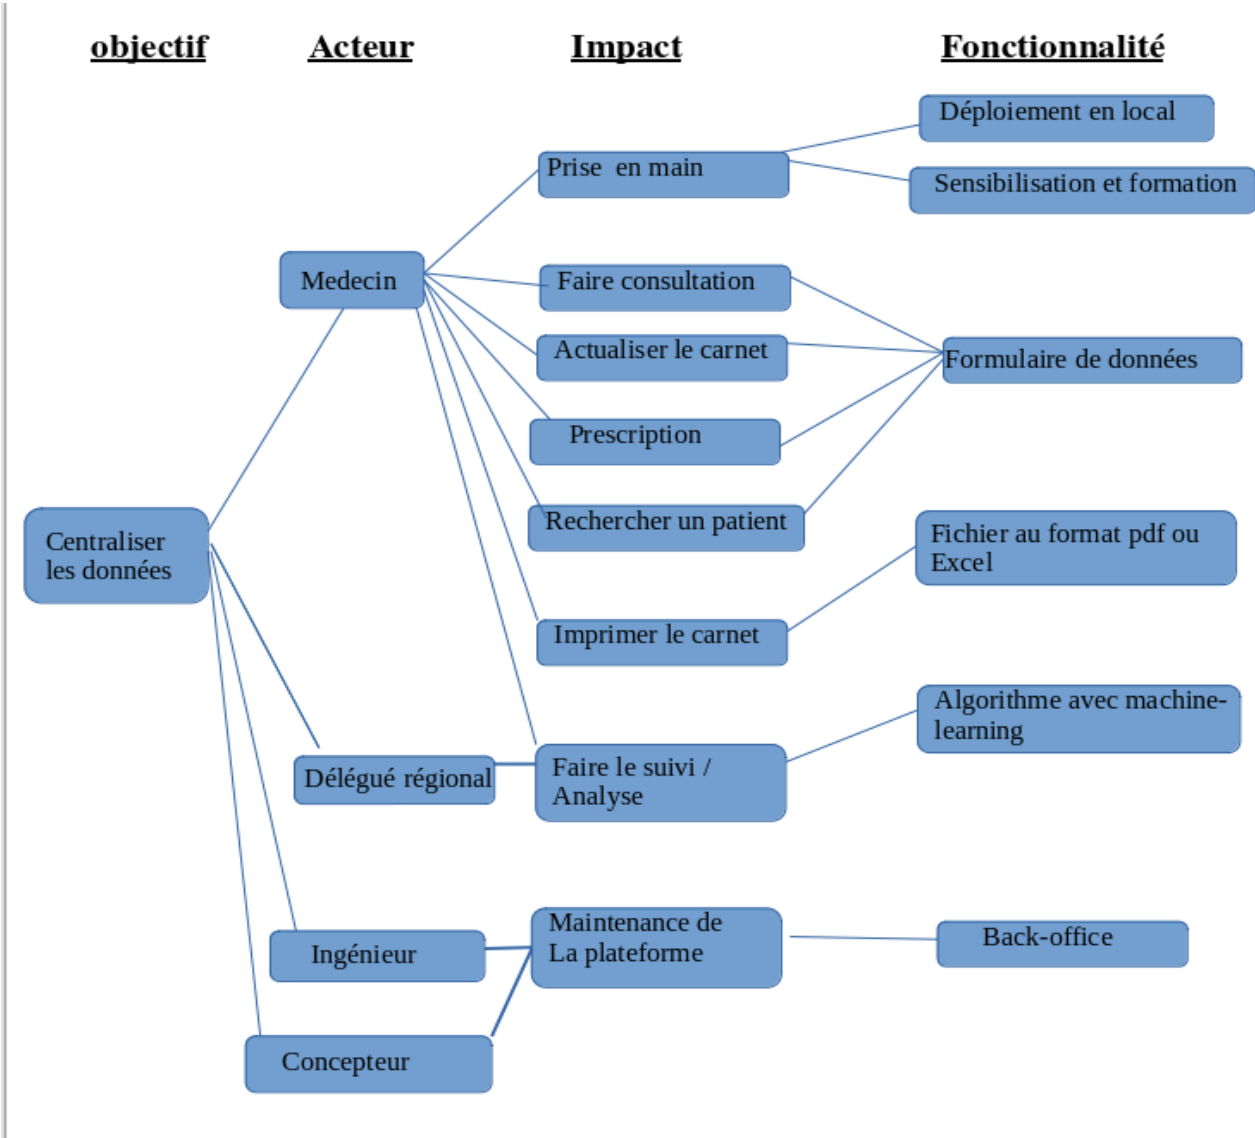 objectif Acteur Impact Fonctionnalité
Déploiement en local
Prise en main
Sensibilisation et formation
Medecin
Faire consultation
Actualiser le carnet
Formulaire de données
Prescription
Rechercher un patient
Centraliser
les données
Fichier au format pdf ou
Excel
Imprimer le carnet
Algorithme avec machine-
learning
Délégué régional
Faire le suivi /
Analyse
Ingénieur
Maintenance de
La plateforme
Back-office
Concepteur